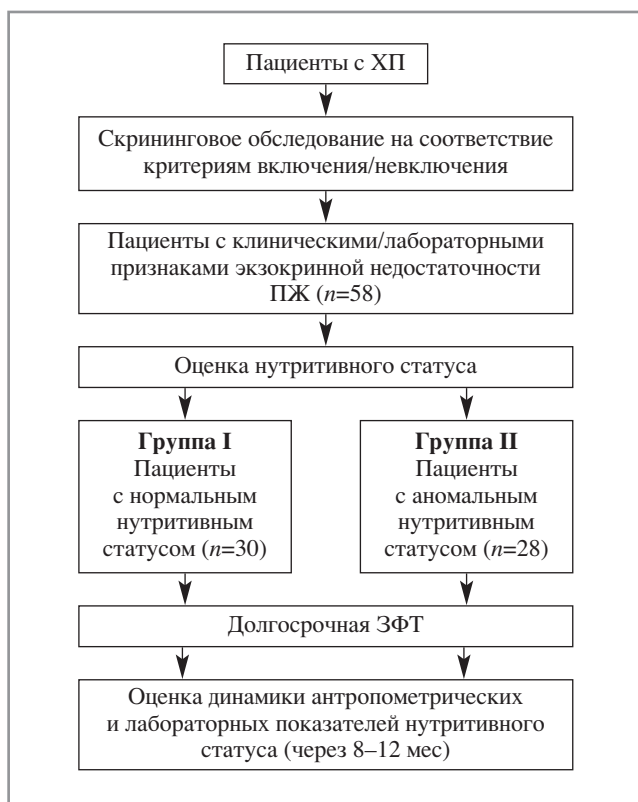 Пациенты с ХП
Скрининговое обследование на соответствие
критериям включения/невключения
Пациенты с клиническими/лабораторными
признаками экзокринной недостаточности
ПЖ (n=58)
Оценка нутритивного статуса
Группа I
Пациенты
с нормальным
нутритивным
статусом (n=30)
Группа II
Пациенты
с аномальным
нутритивным
статусом (n=28)
Долгосрочная ЗФТ
Оценка динамики антропометрических
и лабораторных показателей нутритивного
статуса (через 8–12 мес)